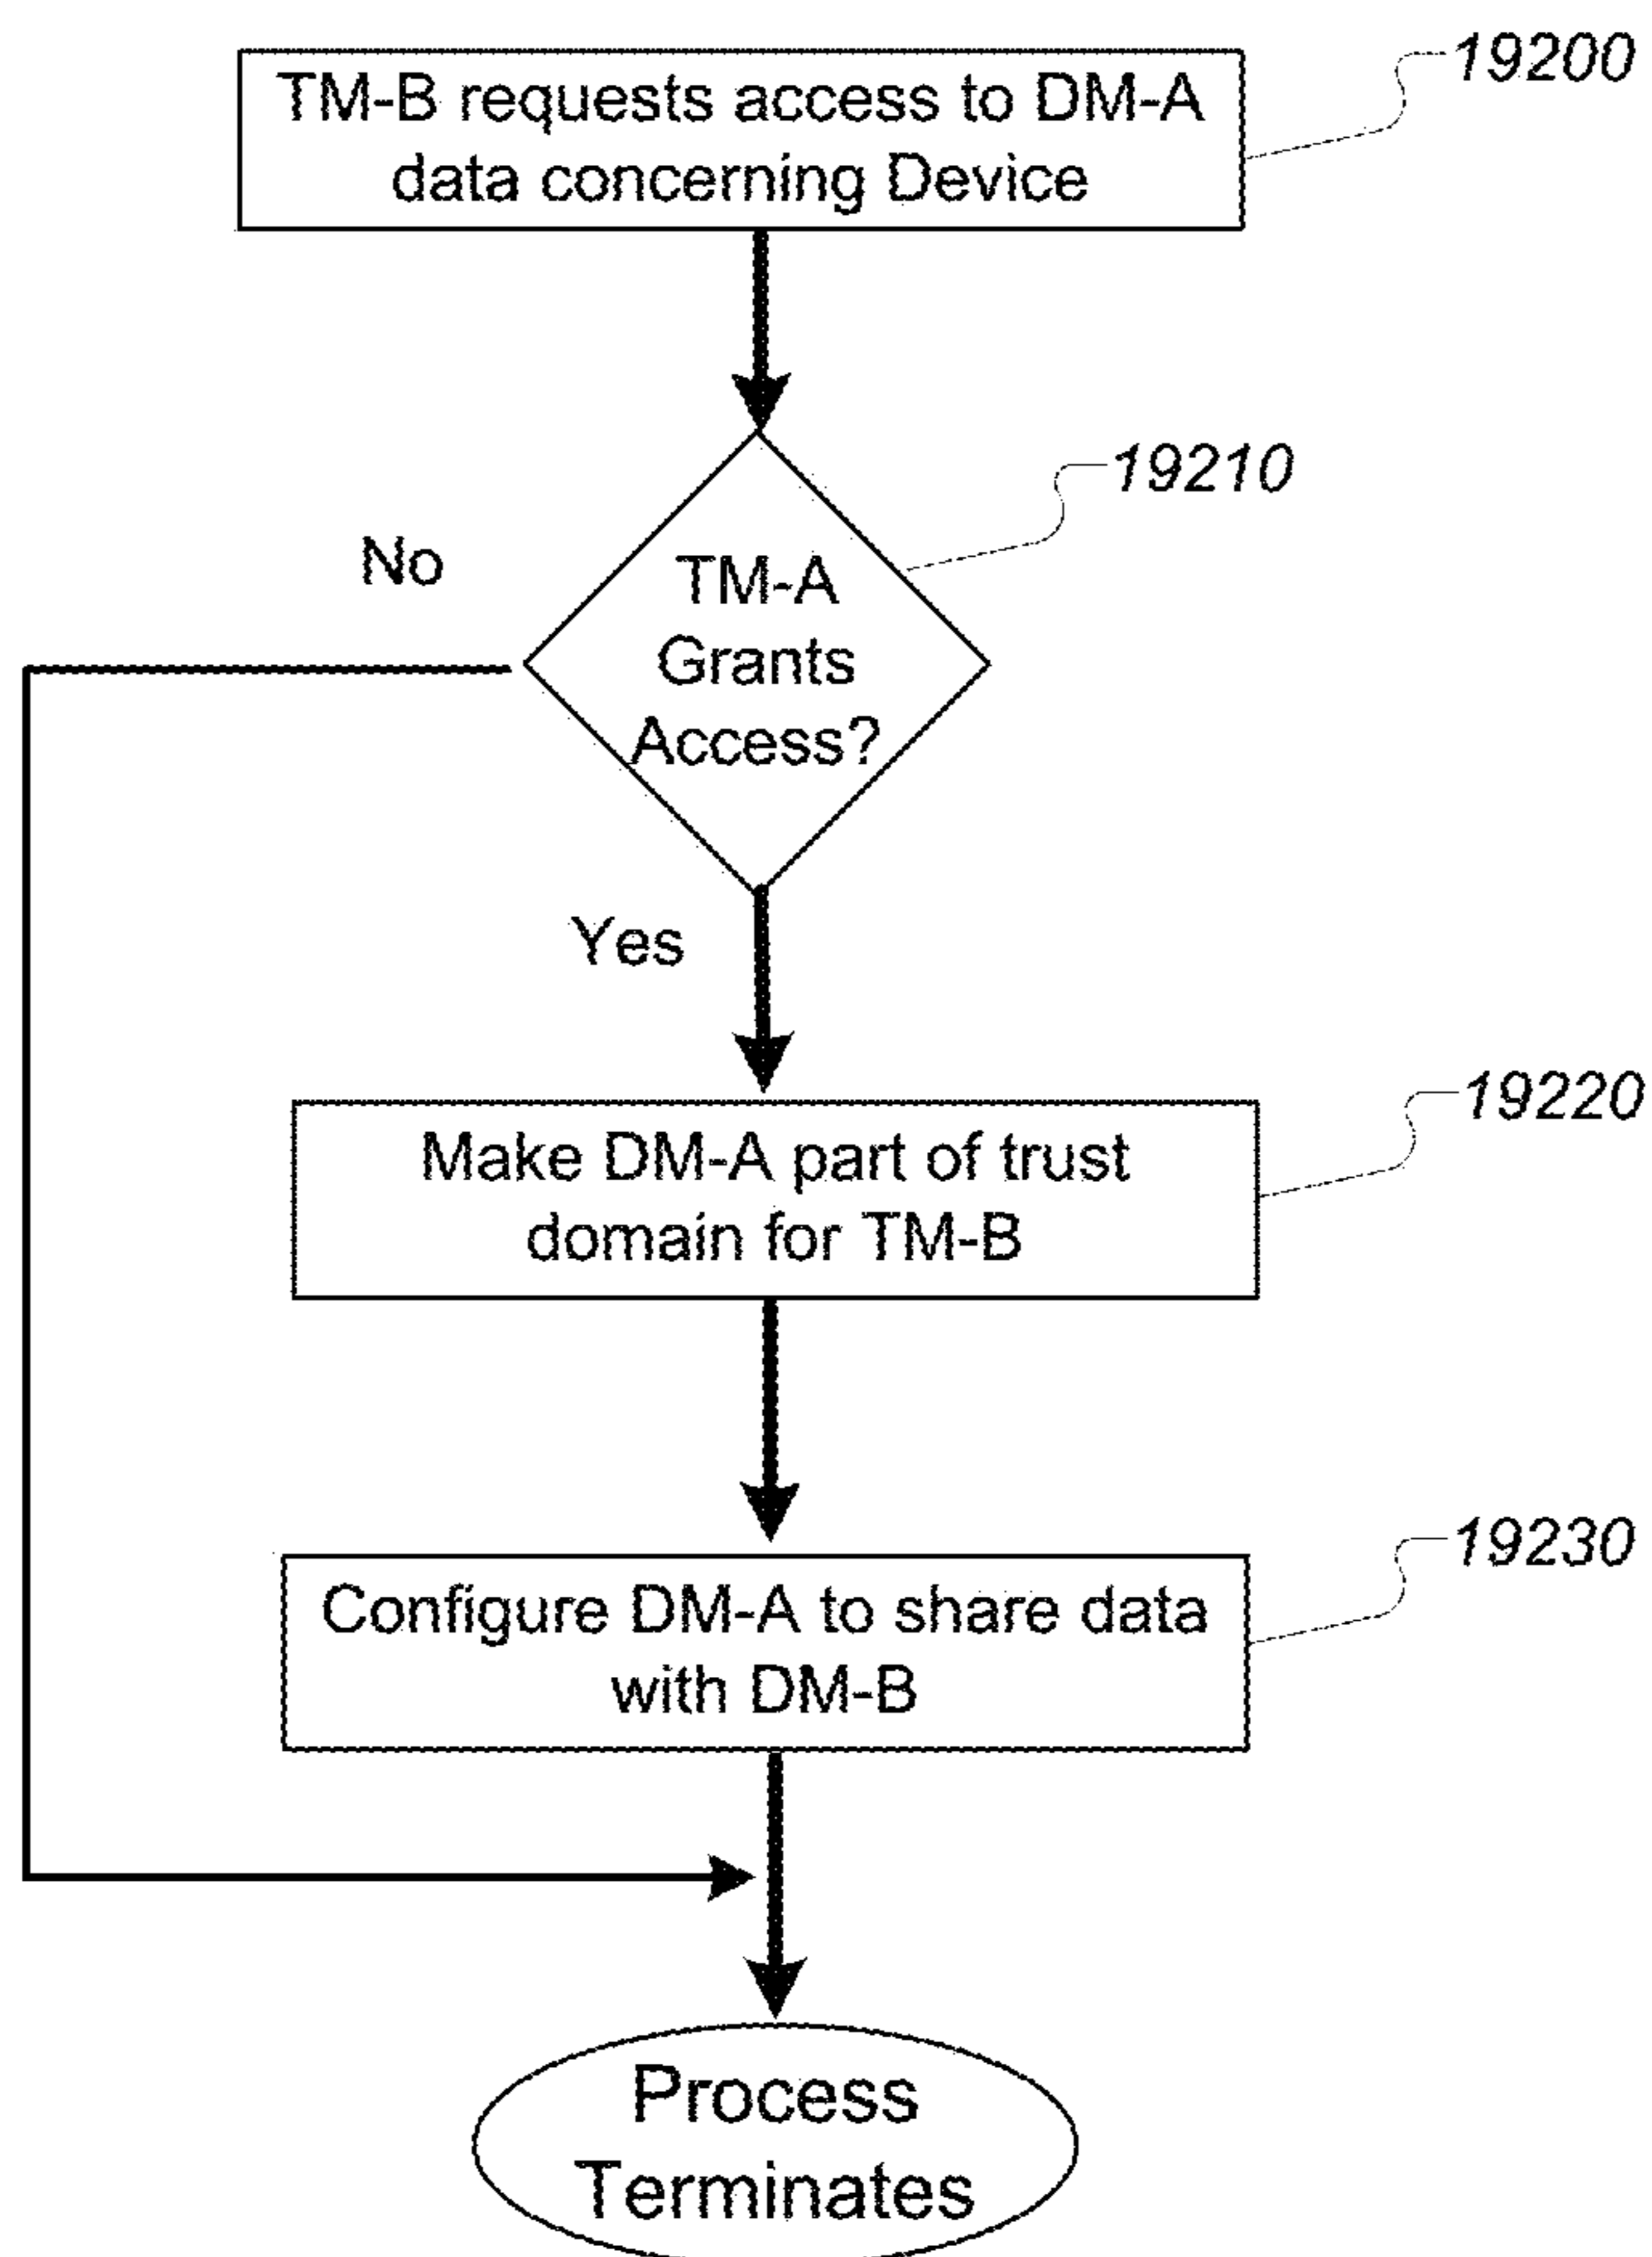 19200
TM-B requests access to DM-A
data concerning Device
19210
No
TM-A
Grants
Access?
Yes
19220
Make DM-A part of trust
domain for TM-B
19230
Configure DM-A to share data
with DM-B
Process
Terminates